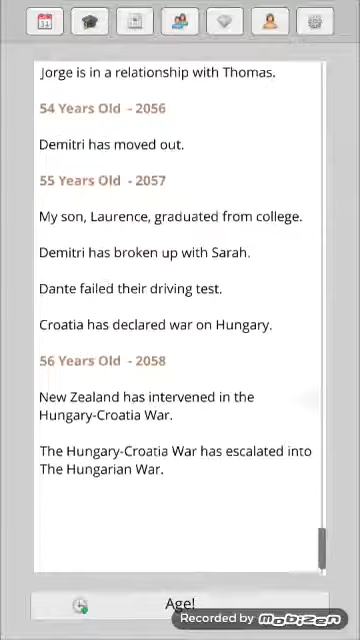 Jorge is in a relationship with Thomas.
54 Years Old - 2056
Demitri has moved out.
55 Years Old - 2057
My son, Laurence, graduated from college.
Demitri has broken up with Sarah.
Dante failed their driving test.
Croatia has declared war on Hungary.
56 Years Old - 2058
New Zealand has intervened in the
Hungary-Croatia War.
The Hungary-Croatia War has escalated into
The Hungarian War.
Age!
Recorded by mobizen